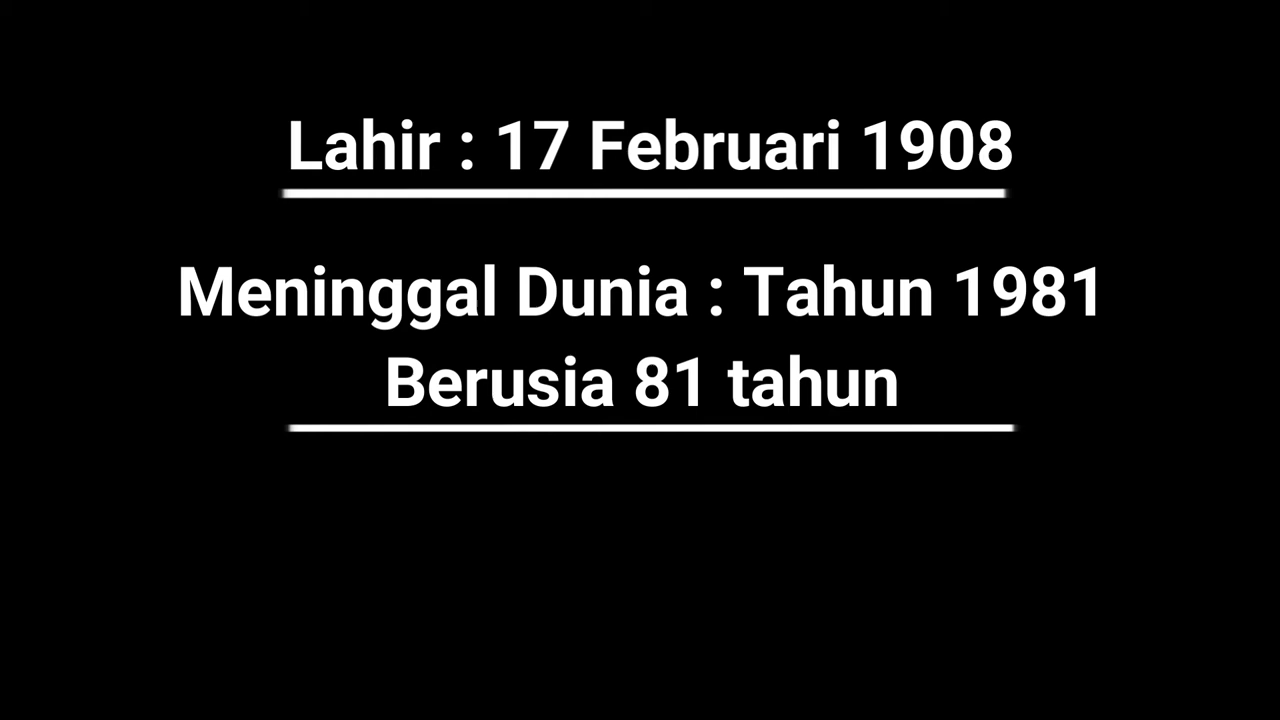 Lahir : 17 Februari 1908
Meninggal Dunia : Tahun 1981
Berusia 81 tahun